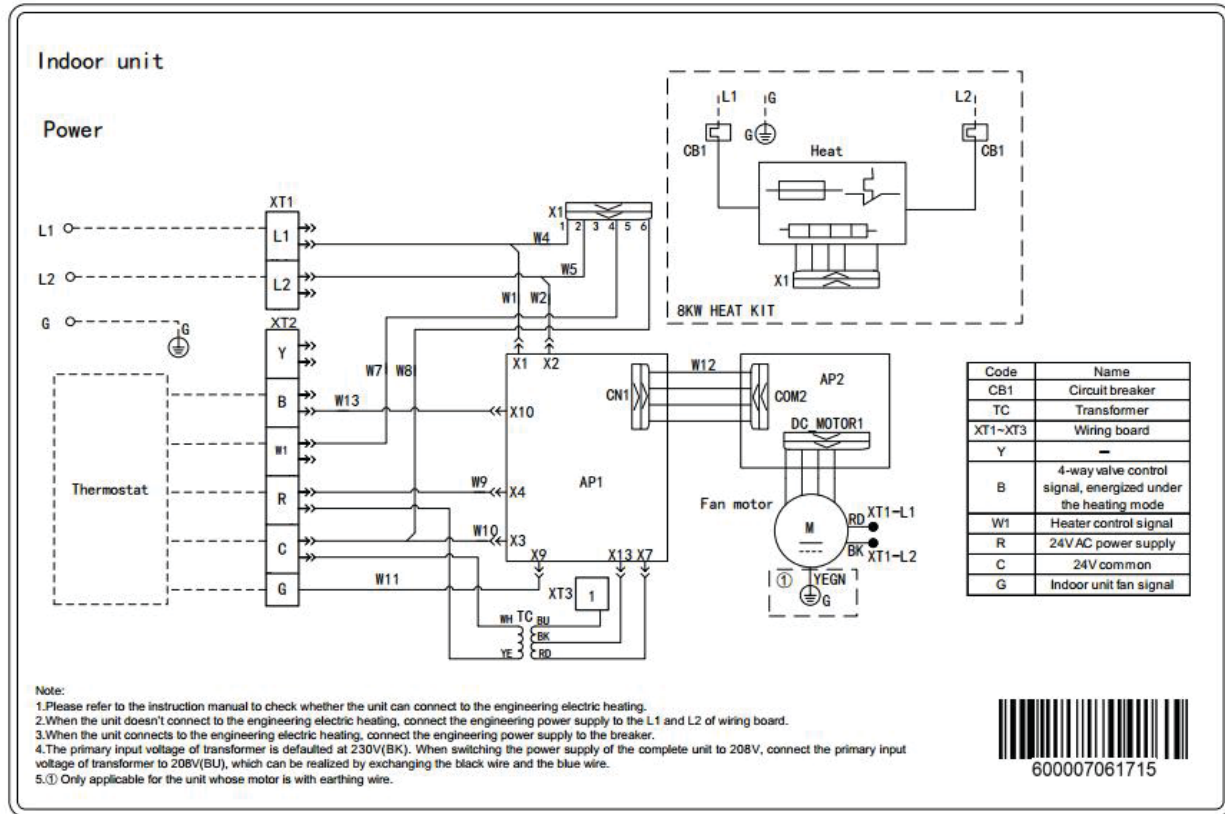 Indoor unit
Power
L1
G
L2
CB1
G
CB1
Heat
X1
8KW HEAT KIT
XT1
L1
L1
L2
L2
G
G
X1
1 2 3 4 5 6
W4
W5
W1
W2
XT2
Y
B
W1
R
C
G
Thermostat
W7
W8
W13
W9
W10
W11
X1
X2
X10
X4
X3
X9
X13
X7
AP1
CN1
W12
COM2
AP2
DC_MOTOR1
Fan motor
M
RD
XT1-L1
BK
XT1-L2
①
YEGN
G
XT3
1
WH
TC
BU
BK
YE
RD
Code Name
CB1 Circuit breaker
TC Transformer
XT1~XT3 Wiring board
Y —
B 4-way valve control
signal, energized under
the heating mode
W1 Heater control signal
R 24VAC power supply
C 24V common
G Indoor unit fan signal
Note:
1.Please refer to the instruction manual to check whether the unit can connect to the engineering electric heating.
2.When the unit doesn't connect to the engineering electric heating, connect the engineering power supply to the L1 and L2 of wiring board.
3.When the unit connects to the engineering electric heating, connect the engineering power supply to the breaker.
4.The primary input voltage of transformer is defaulted at 230V(BK). When switching the power supply of the complete unit to 208V, connect the primary input
voltage of transformer to 208V(BU), which can be realized by exchanging the black wire and the blue wire.
5.① Only applicable for the unit whose motor is with earthing wire.
600007061715